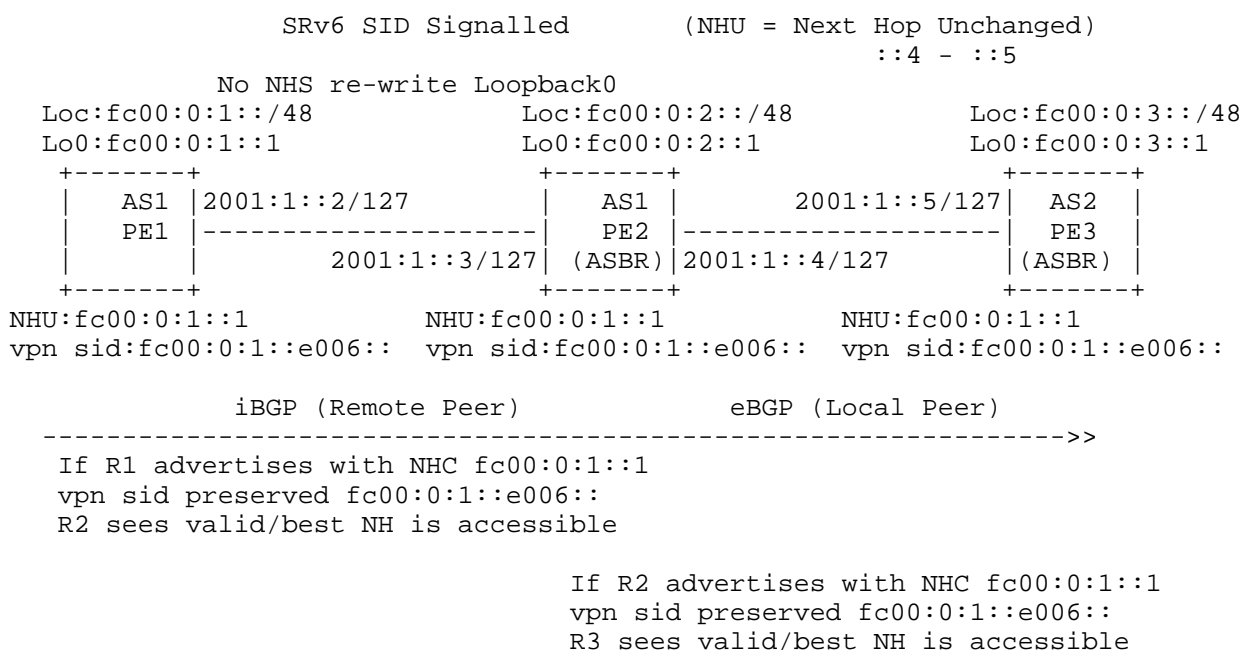 SRv6 SID Signalled (NHU = Next Hop Unchanged)
::4 - ::5
No NHS re-write Loopback0
Loc:fc00:0:1::/48 Loc:fc00:0:2::/48 Loc:fc00:0:3::/48
Lo0:fc00:0:1::1 Lo0:fc00:0:2::1 Lo0:fc00:0:3::1
+-------+ +-------+ +-------+
| AS1 |2001:1::2/127 | AS1 | 2001:1::5/127| AS2 |
| PE1 |---------------------| PE2 |--------------------| PE3 |
| | 2001:1::3/127| (ASBR)|2001:1::4/127 |(ASBR) |
+-------+ +-------+ +-------+
NHU:fc00:0:1::1 NHU:fc00:0:1::1 NHU:fc00:0:1::1
vpn sid:fc00:0:1::e006:: vpn sid:fc00:0:1::e006:: vpn sid:fc00:0:1::e006::
iBGP (Remote Peer) eBGP (Local Peer)
---------------------------------------------------------------->>
If R1 advertises with NHC fc00:0:1::1
vpn sid preserved fc00:0:1::e006::
R2 sees valid/best NH is accessible
If R2 advertises with NHC fc00:0:1::1
vpn sid preserved fc00:0:1::e006::
R3 sees valid/best NH is accessible